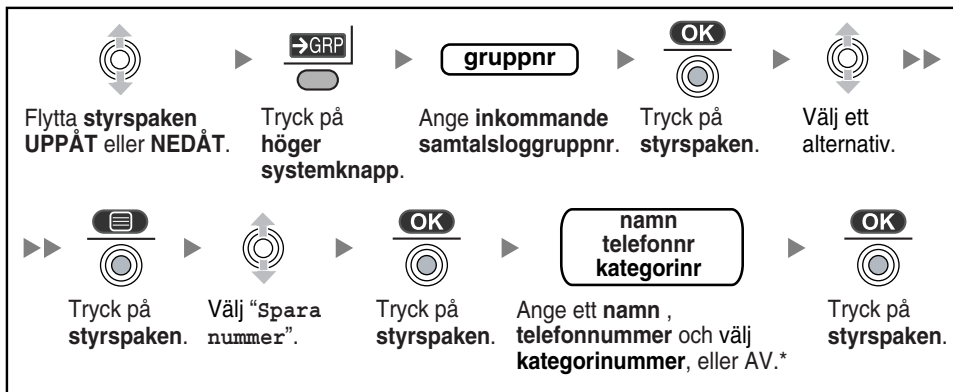 →GRP
gruppnr
OK
Flytta styrspaken
UPPÅT eller NEDÅT.
Tryck på
höger
systemknapp.
Ange inkommande
samtalsloggruppnr.
Tryck på
styrspaken.
Välj ett
alternativ.
OK
namn
telefonnr
kategorinr
OK
Tryck på
styrspaken.
Välj “Spara
nummer”.
Tryck på
styrspaken.
Ange ett namn ,
telefonnummer och välj
kategorinummer, eller AV.*
Tryck på
styrspaken.